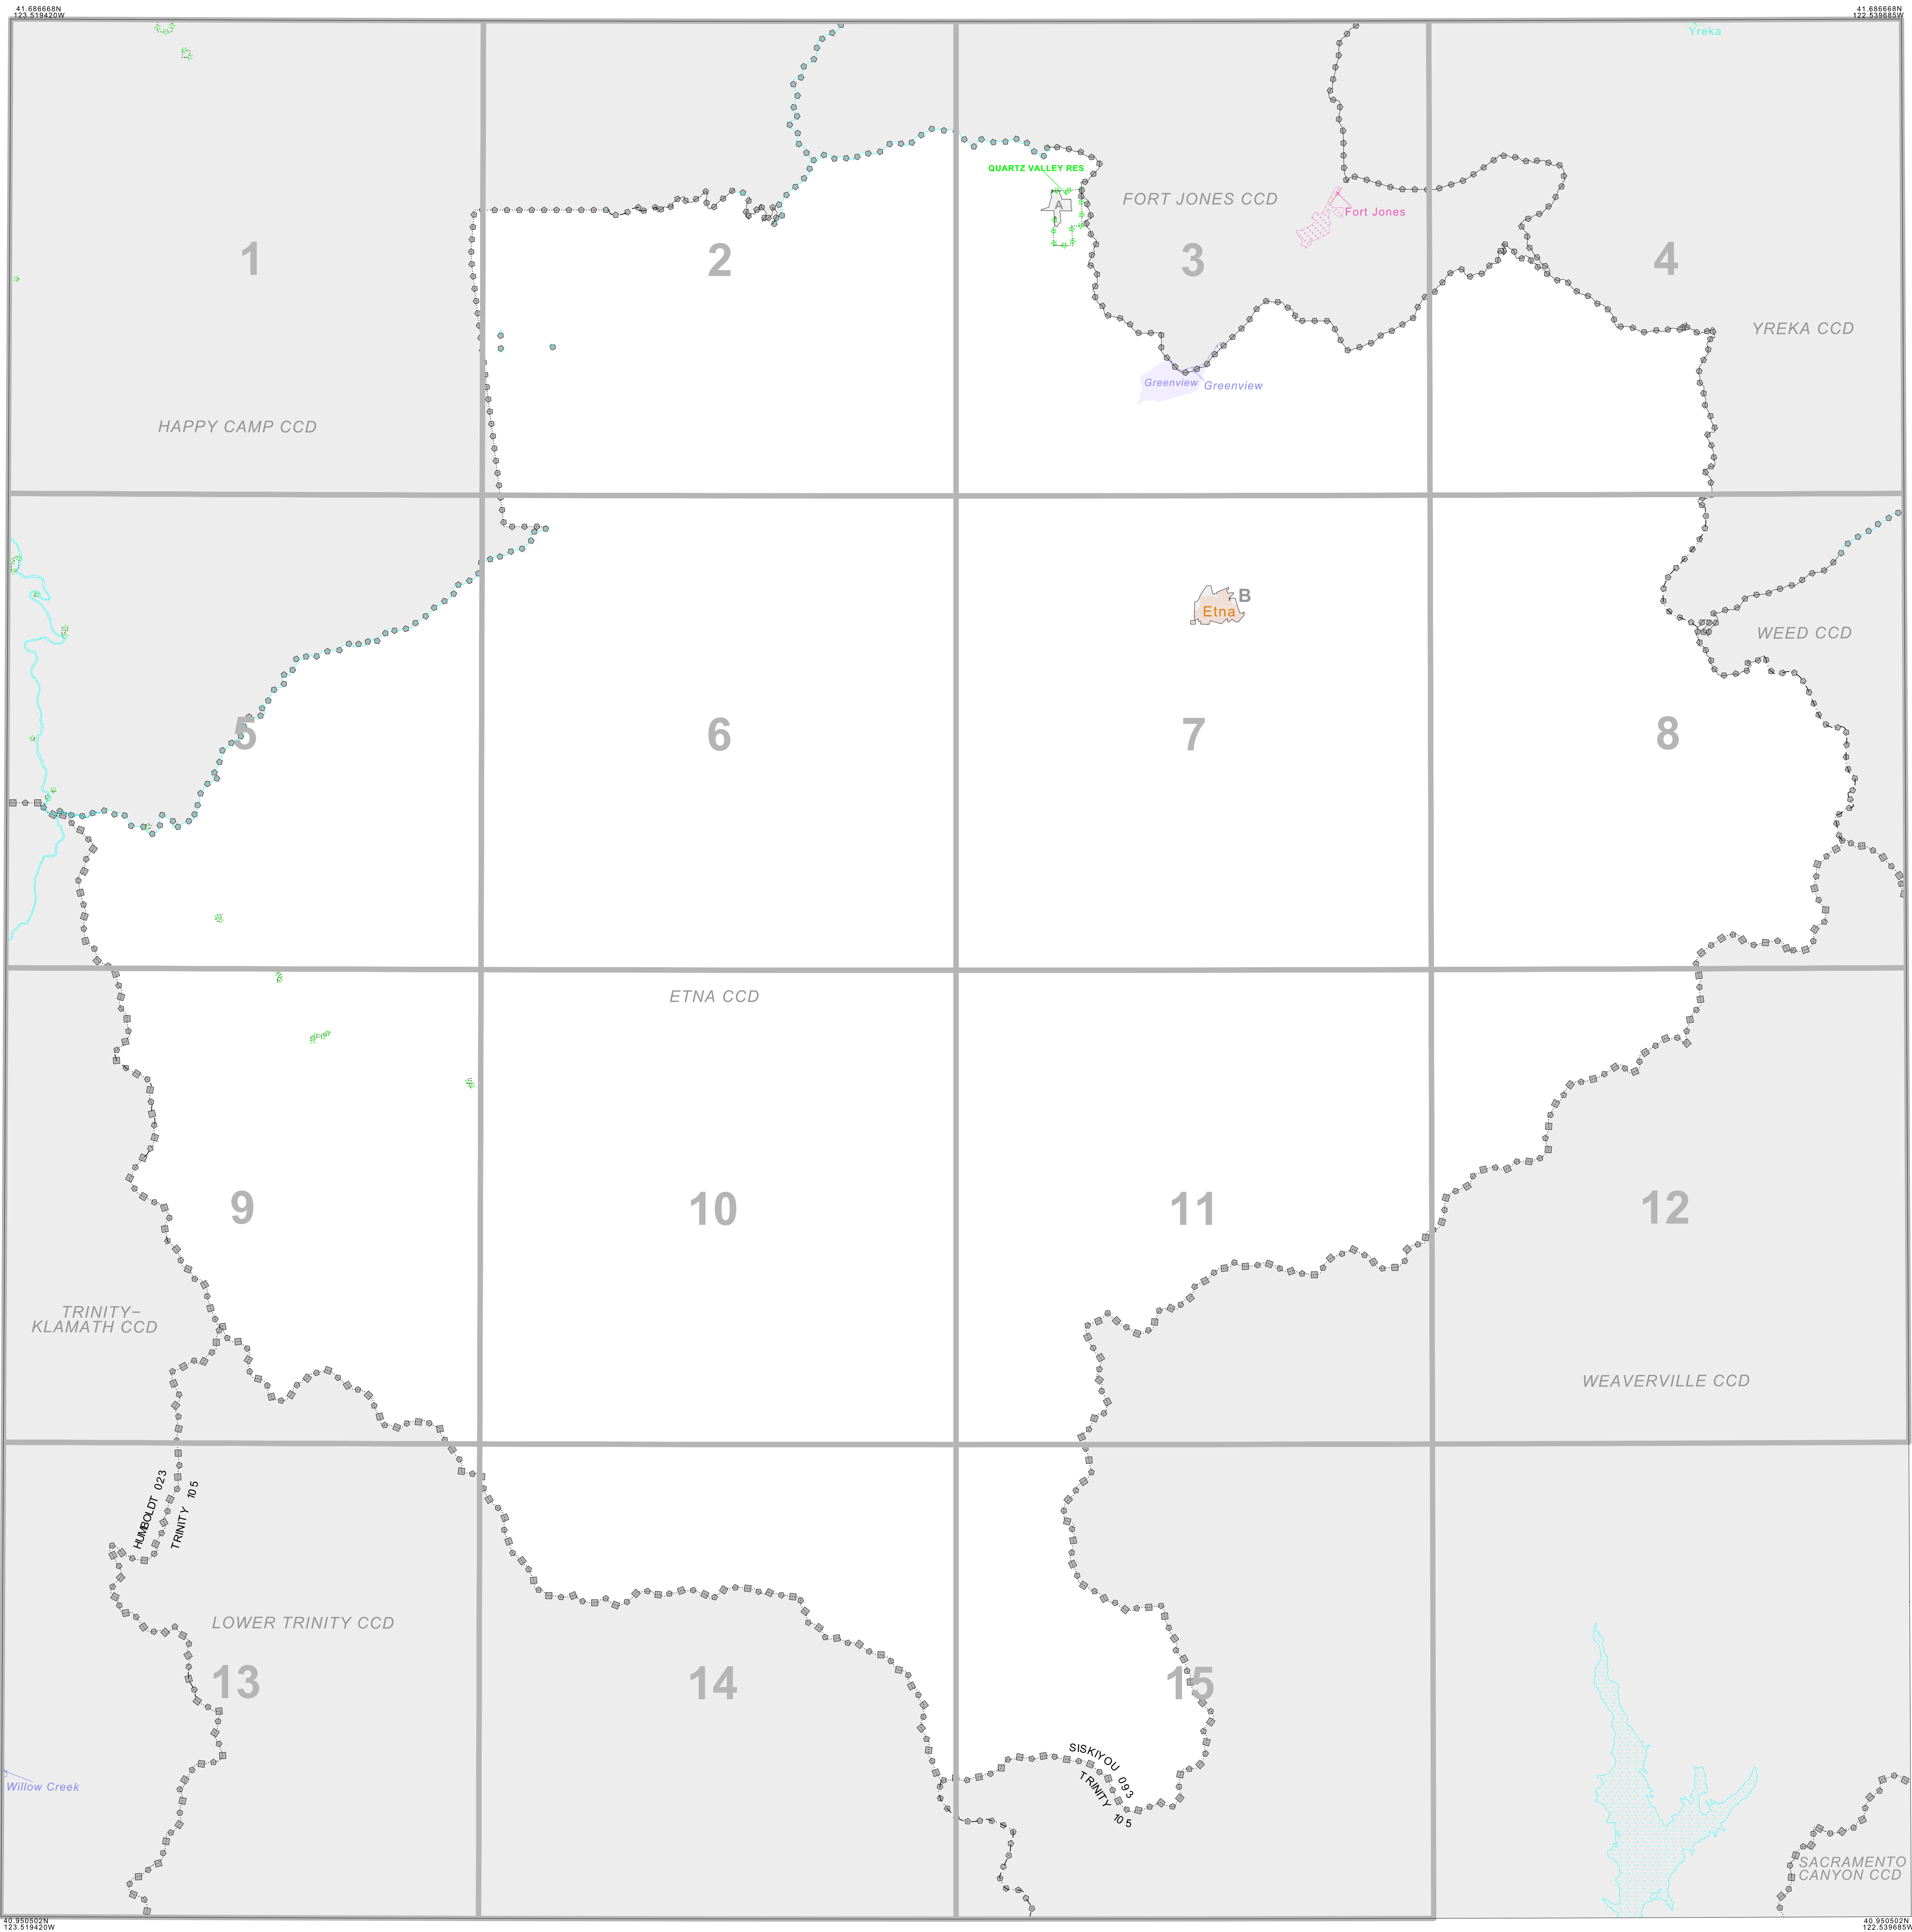 41.686668N
123.519420W
41.686668N
122.539685W
Yreka
QUARTZ VALLEY RES
A
FORT JONES CCD
Fort Jones
1
2
3
4
YREKA CCD
Greenview
Greenview
HAPPY CAMP CCD
B
Etna
WEED CCD
5
6
7
8
ETNA CCD
9
10
11
12
TRINITY–
KLAMATH CCD
WEAVERVILLE CCD
HUMBOLDT 023
TRINITY 105
LOWER TRINITY CCD
13
14
15
SISKIYOU 093
TRINITY 105
Willow Creek
SACRAMENTO
CANYON CCD
40.950502N
123.519420W
40.950502N
122.539685W